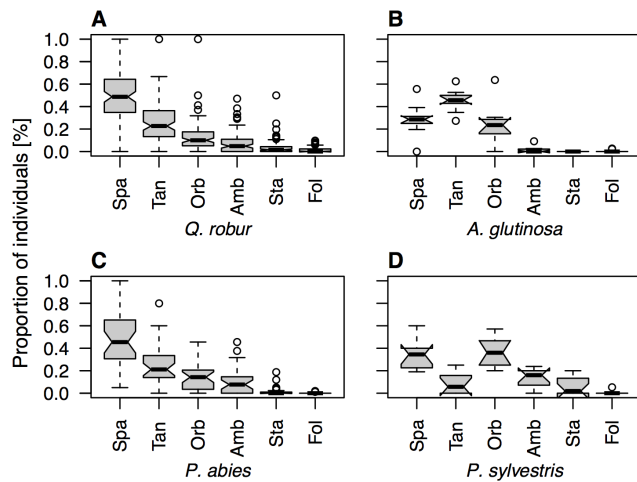 A
B
Proportion of individuals [%]
1.0
0.8
0.6
0.4
0.2
0.0
Spa Tan Orb Amb Sta Fol
Q. robur
Spa Tan Orb Amb Sta Fol
A. glutinosa
C
D
1.0
0.8
0.6
0.4
0.2
0.0
Spa Tan Orb Amb Sta Fol
P. abies
Spa Tan Orb Amb Sta Fol
P. sylvestris